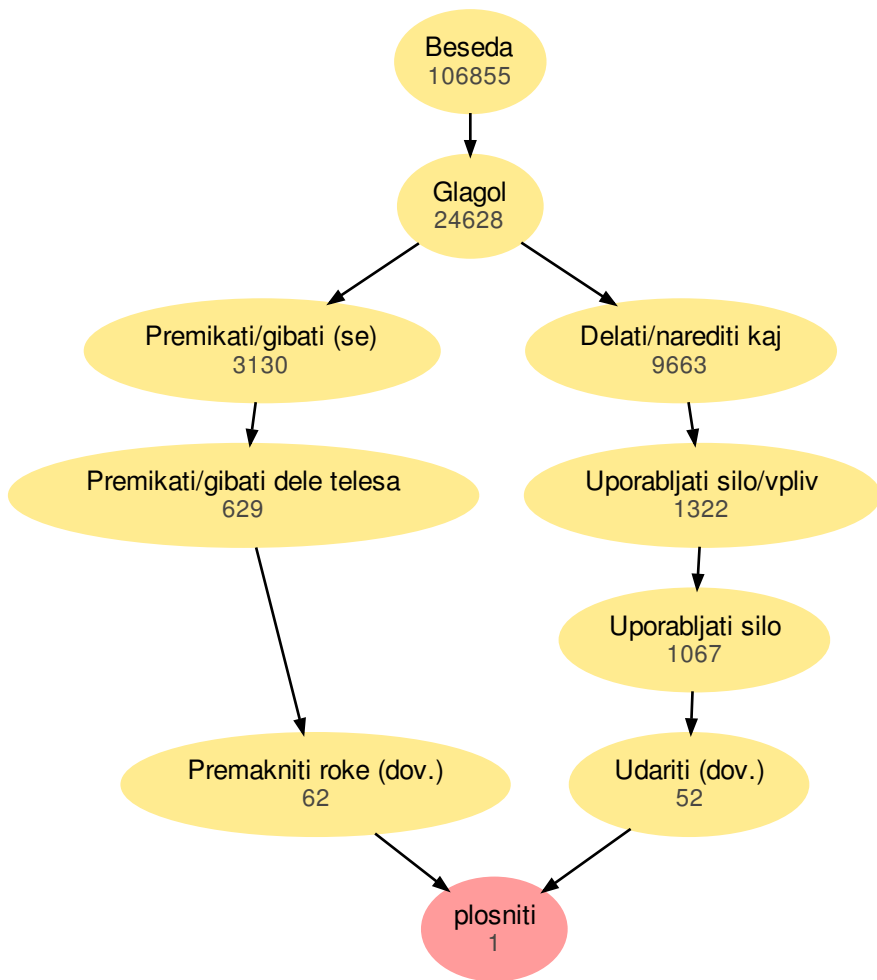 Beseda
106855
Glagol
24628
Premikati/gibati (se)
3130
Delati/narediti kaj
9663
Premikati/gibati dele telesa
629
Uporabljati silo/vpliv
1322
Uporabljati silo
1067
Premakniti roke (dov.)
62
Udariti (dov.)
52
plosniti
1